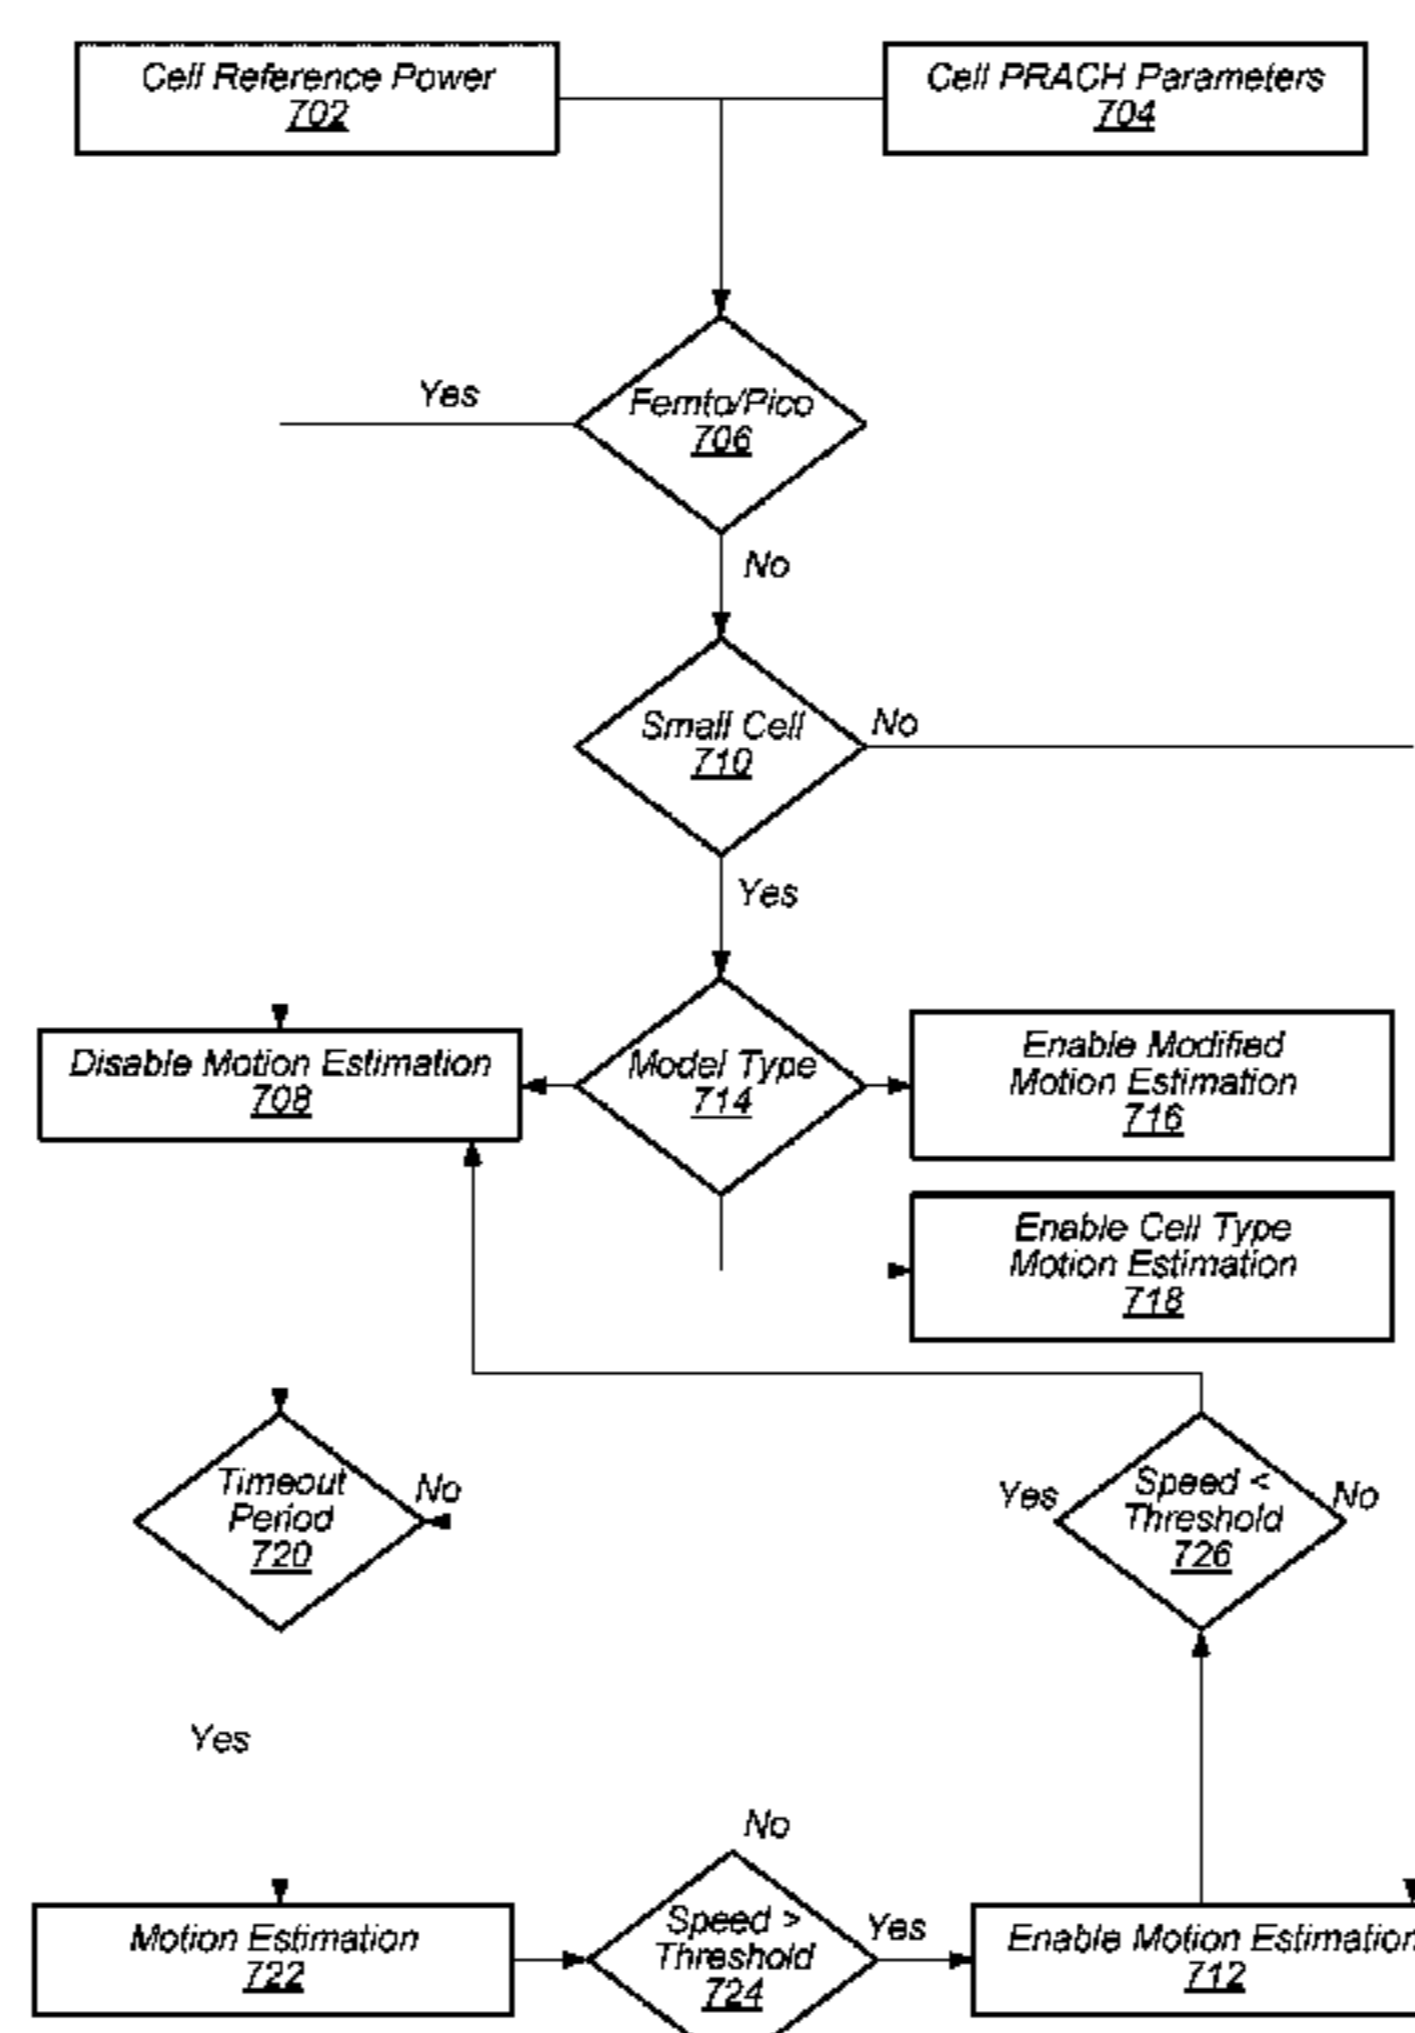 Cell Reference Power
702
Cell PRACH Parameters
704
Yes
Femto/Pico
706
No
Small Cell
710
No
Yes
Disable Motion Estimation
708
Model Type
714
Enable Modified
Motion Estimation
716
Enable Cell Type
Motion Estimation
718
Timeout
Period
720
No
Yes
Speed <
Threshold
726
No
Yes
No
Motion Estimation
722
Speed >
Threshold
724
Yes
Enable Motion Estimation
712